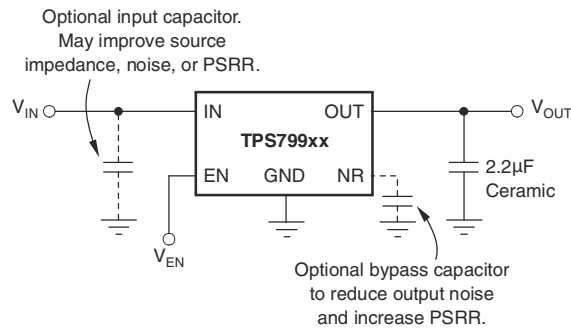 Optional input capacitor.
May improve source
impedance, noise, or PSRR.
VIN
IN
OUT
VOUT
TPS799xx
EN
GND
NR
2.2µF
Ceramic
VEN
Optional bypass capacitor
to reduce output noise
and increase PSRR.